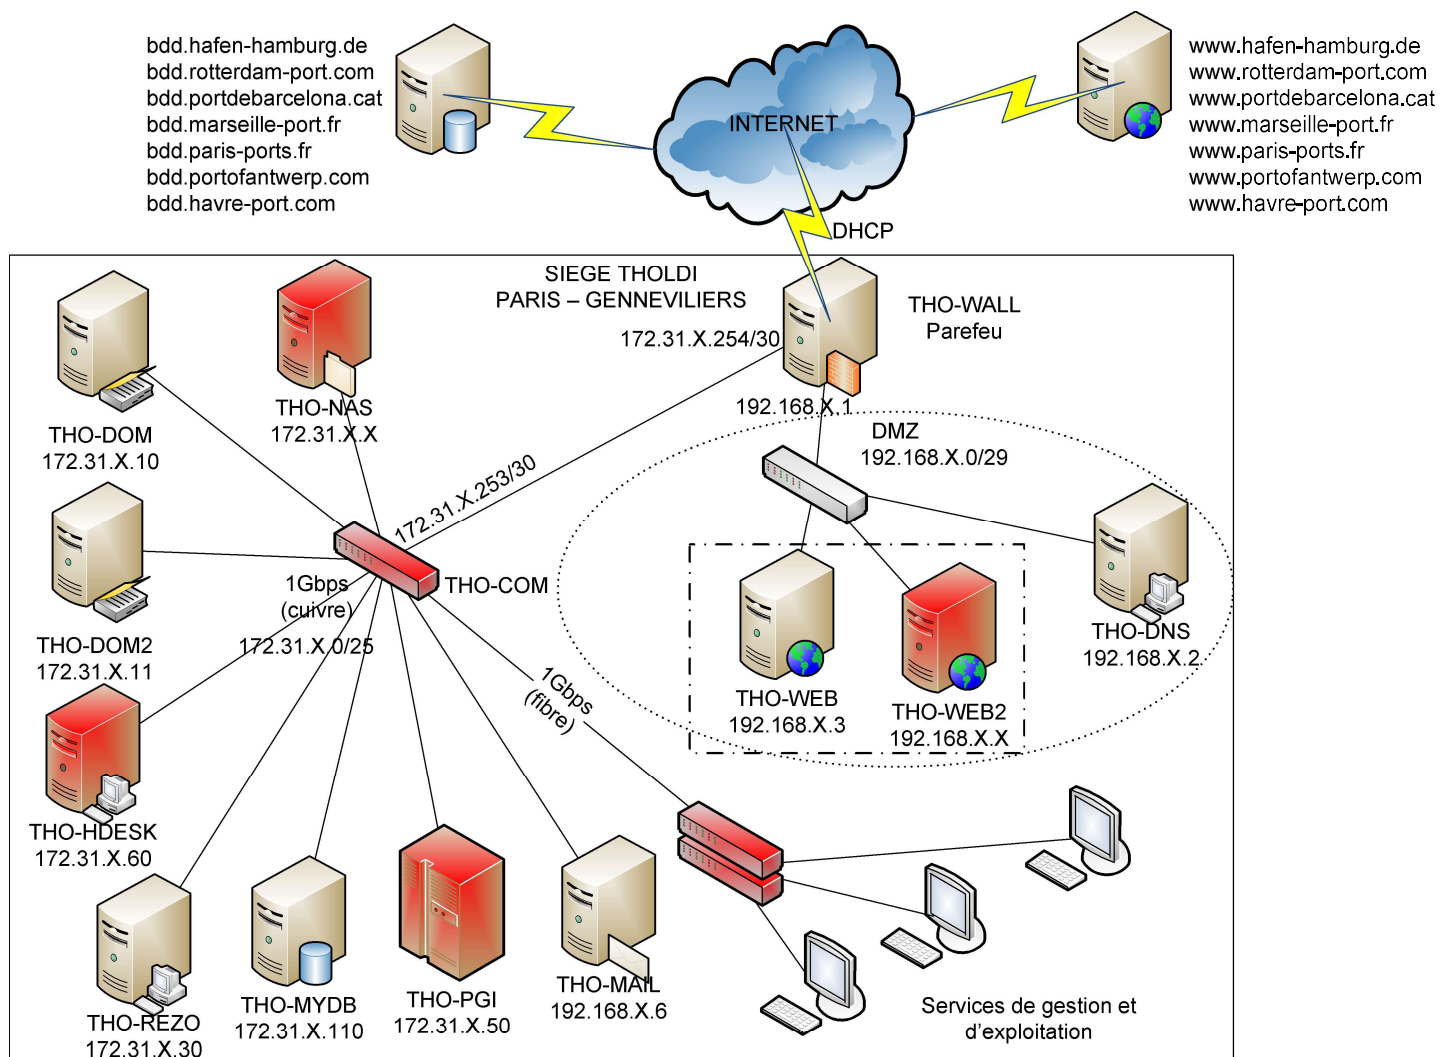 bdd.hafen-hamburg.de
bdd.rotterdam-port.com
bdd.portdebarcelona.cat
bdd.marseille-port.fr
bdd.paris-ports.fr
bdd.portofantwerp.com
bdd.havre-port.com
INTERNET
www.hafen-hamburg.de
www.rotterdam-port.com
www.portdebarcelona.cat
www.marseille-port.fr
www.paris-ports.fr
www.portofantwerp.com
www.havre-port.com
DHCP
SIEGE THOLDI
PARIS – GENNEVILIERS
THO-WALL
Parefeu
172.31.X.254/30
192.168.X.1
THO-NAS
172.31.X.X
THO-DOM
172.31.X.10
DMZ
192.168.X.0/29
172.31.X.253/30
THO-COM
1Gbps
(cuivre)
172.31.X.0/25
THO-DOM2
172.31.X.11
THO-DNS
192.168.X.2
THO-WEB
192.168.X.3
THO-WEB2
192.168.X.X
1Gbps
(fibre)
THO-HDESK
172.31.X.60
THO-REZO
172.31.X.30
THO-MYDB
172.31.X.110
THO-PGI
172.31.X.50
THO-MAIL
192.168.X.6
Services de gestion et
d'exploitation